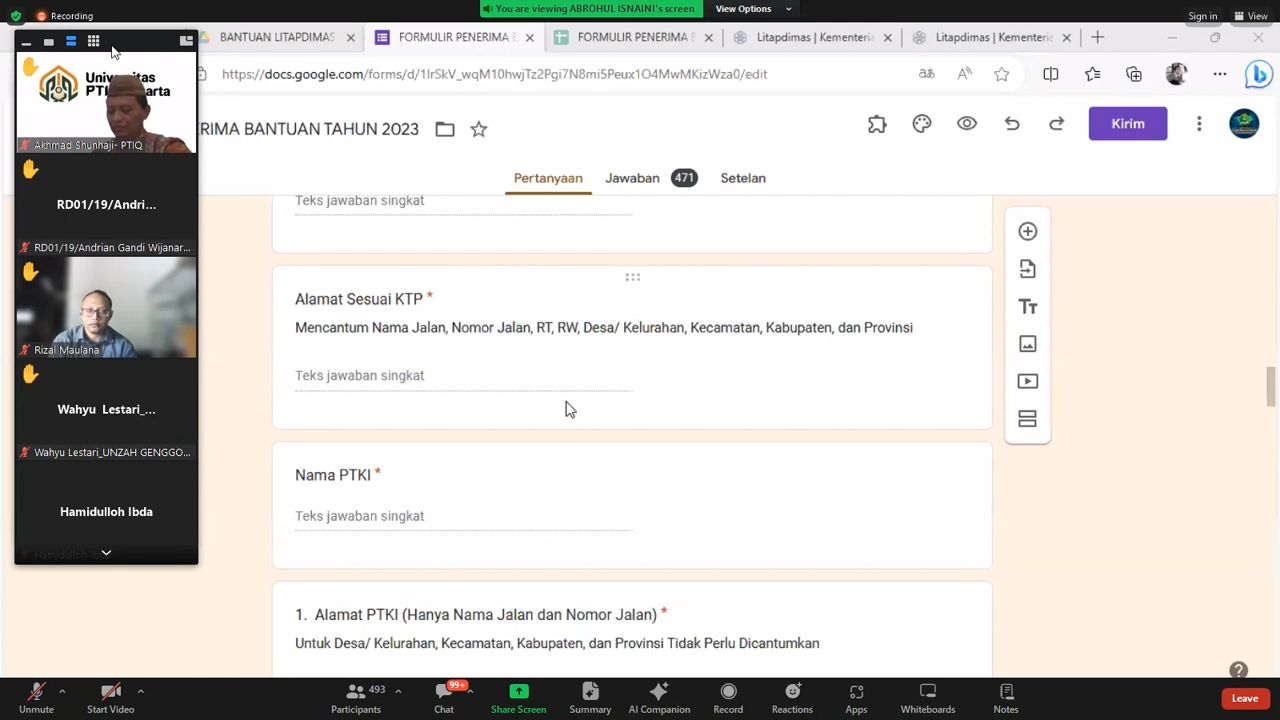 Recording
You are viewing ABROHUL ISNAINI's screen
View Options
Sign in
View
BANTUAN LITAPDIMAS
FORMULIR PENERIMA B
FORMULIR PENERIMA B
Litapdimas | Kementeria
Litapdimas | Kementeria
https://docs.google.com/forms/d/1IrSkV_wqM10hwjTz2Pgi7N8mi5Peux1O4MwMKizWza0/edit
ERIMA BANTUAN TAHUN 2023
Kirim
Pertanyaan
Jawaban 471
Setelan
Universitas
Akhmad Shunhaji- PTIQ
RD01/19/Andri...
RD01/19/Andrian Gandi Wijanar...
Rizal Maulana
Wahyu Lestari_...
Wahyu Lestari_UNZAH GENGGO...
Hamidulloh Ibda
Teks jawaban singkat
Alamat Sesuai KTP *
Mencantum Nama Jalan, Nomor Jalan, RT, RW, Desa/ Kelurahan, Kecamatan, Kabupaten, dan Provinsi
Teks jawaban singkat
Nama PTKI *
Teks jawaban singkat
1. Alamat PTKI (Hanya Nama Jalan dan Nomor Jalan) *
Untuk Desa/ Kelurahan, Kecamatan, Kabupaten, dan Provinsi Tidak Perlu Dicantumkan
Unmute
Start Video
493
Participants
99+
Chat
Share Screen
Summary
AI Companion
Record
Reactions
Apps
Whiteboards
Notes
Leave